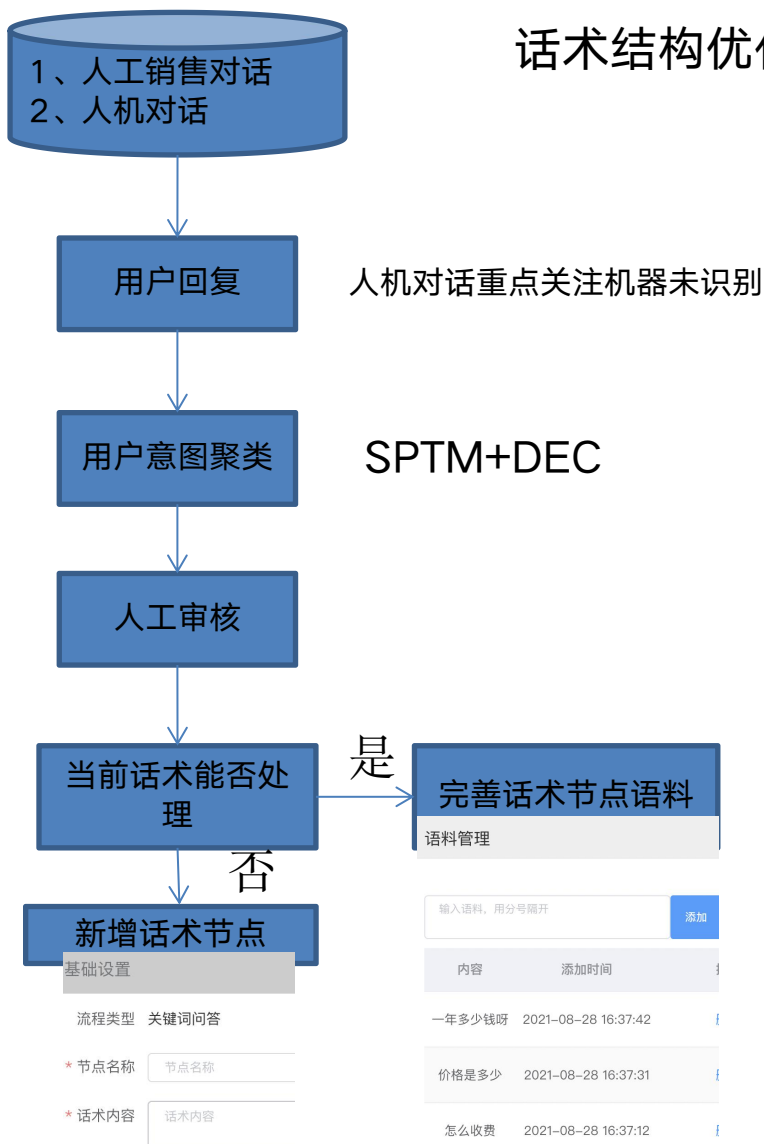 话术结构优
1、人工销售对话
2、人机对话
用户回复
人机对话重点关注机器未识别
用户意图聚类
SPTM+DEC
人工审核
当前话术能否处
理
是
完善话术节点语料
语料管理
否
输入语料，用分号隔开
添加
新增话术节点
基础设置
内容 添加时间
流程类型 关键词问答
一年多少钱呀 2021-08-28 16:37:42
* 节点名称 节点名称
价格是多少 2021-08-28 16:37:31
* 话术内容 话术内容
怎么收费 2021-08-28 16:37:12